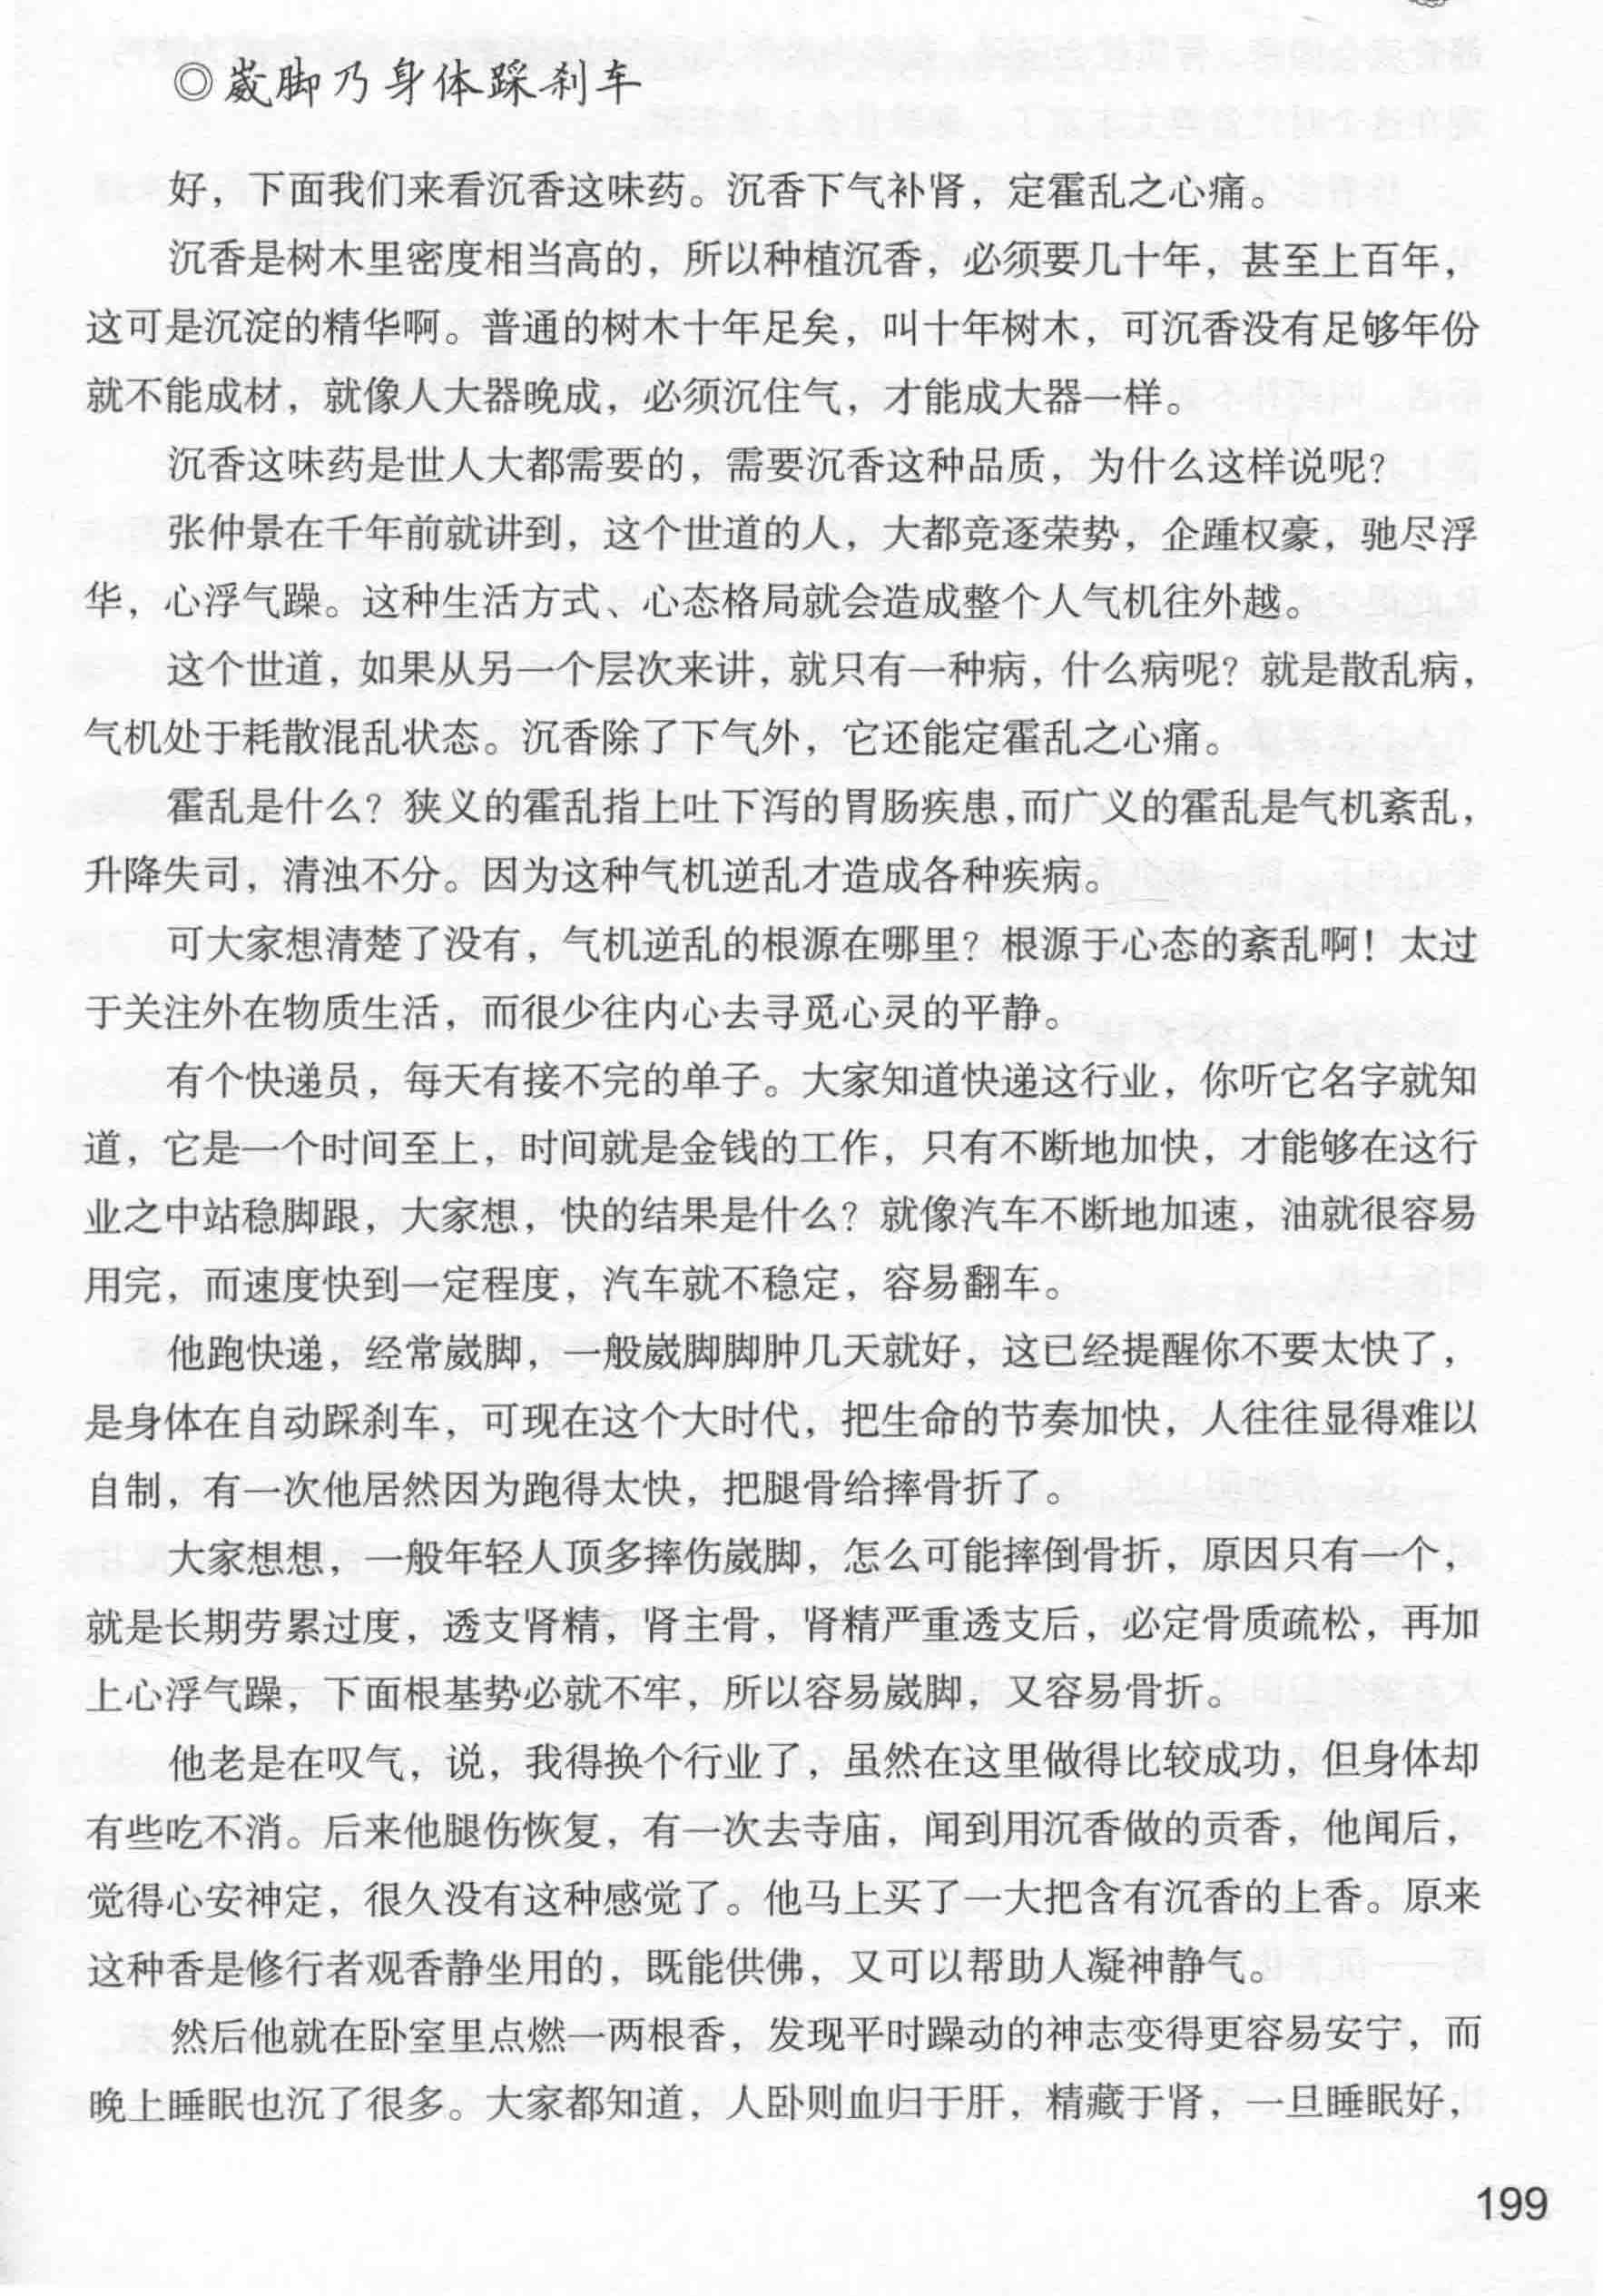 ◎崴脚乃身体踩刹车
好，下面我们来看沉香这味药。沉香下气补肾，定霍乱之心痛。
沉香是树木里密度相当高的，所以种植沉香，必须要几十年，甚至上百年，
这可是沉淀的精华啊。普通的树木十年足矣，叫十年树木，可沉香没有足够年份
就不能成材，就像人大器晚成，必须沉住气，才能成大器一样。
沉香这味药是世人大都需要的，需要沉香这种品质，为什么这样说呢？
张仲景在千年前就讲到，这个世道的人，大都竞逐荣势，企踵权豪，驰尽浮
华，心浮气躁。这种生活方式、心态格局就会造成整个人气机往外越。
这个世道，如果从另一个层次来讲，就只有一种病，什么病呢？就是散乱病，
气机处于耗散混乱状态。沉香除了下气外，它还能定霍乱之心痛。
霍乱是什么？狭义的霍乱指上吐下泻的胃肠疾患，而广义的霍乱是气机紊乱，
升降失司，清浊不分。因为这种气机逆乱才造成各种疾病。
可大家想清楚了没有，气机逆乱的根源在哪里？根源于心态的紊乱啊！太过
于关注外在物质生活，而很少往内心去寻觅心灵的平静。
有个快递员，每天有接不完的单子。大家知道快递这行业，你听它名字就知
道，它是一个时间至上，时间就是金钱的工作，只有不断地加快，才能够在这行
业之中站稳脚跟，大家想，快的结果是什么？就像汽车不断地加速，油就很容易
用完，而速度快到一定程度，汽车就不稳定，容易翻车。
他跑快递，经常崴脚，一般崴脚脚肿几天就好，这已经提醒你不要太快了，
是身体在自动踩刹车，可现在这个大时代，把生命的节奏加快，人往往显得难以
自制，有一次他居然因为跑得太快，把腿骨给摔骨折了。
大家想想，一般年轻人顶多摔伤崴脚，怎么可能摔倒骨折，原因只有一个，
就是长期劳累过度，透支肾精，肾主骨，肾精严重透支后，必定骨质疏松，再加
上心浮气躁，下面根基势必就不牢，所以容易崴脚，又容易骨折。
他老是在叹气，说，我得换个行业了，虽然在这里做得比较成功，但身体却
有些吃不消。后来他腿伤恢复，有一次去寺庙，闻到用沉香做的贡香，他闻后，
觉得心安神定，很久没有这种感觉了。他马上买了一大把含有沉香的上香。原来
这种香是修行者观香静坐用的，既能供佛，又可以帮助人凝神静气。
然后他就在卧室里点燃一两根香，发现平时躁动的神志变得更容易安宁，而
晚上睡眠也沉了很多。大家都知道，人卧则血归于肝，精藏于肾，一旦睡眠好，
199